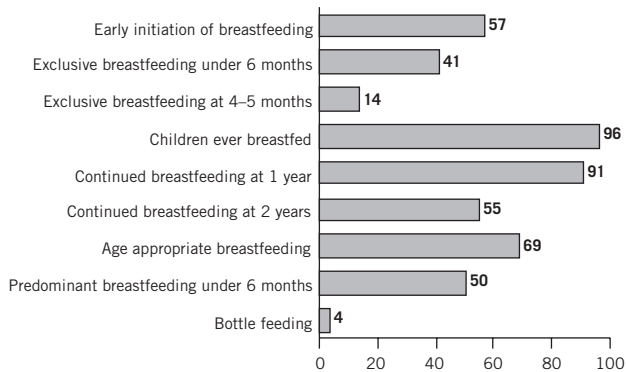 Early initiation of breastfeeding 57
Exclusive breastfeeding under 6 months 41
Exclusive breastfeeding at 4–5 months 14
Children ever breastfed 96
Continued breastfeeding at 1 year 91
Continued breastfeeding at 2 years 55
Age appropriate breastfeeding 69
Predominant breastfeeding under 6 months 50
Bottle feeding 4
0 20 40 60 80 100